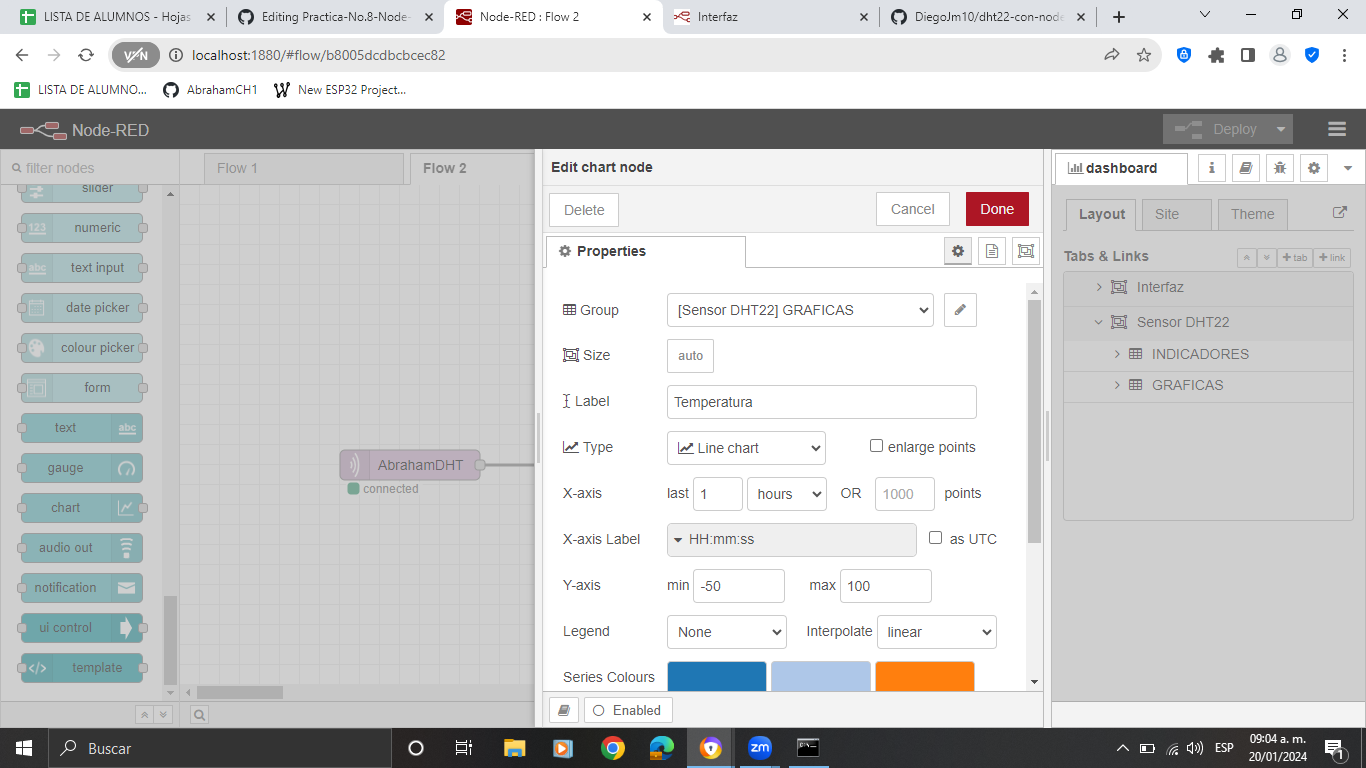 LISTA DE ALUMNOS - Hojas
Editing Practica-No.8-Node-
Node-RED : Flow 2
Interfaz
DiegoJm10/dht22-con-node
VPN
localhost:1880/#flow/b8005dcdbcbcec82
LISTA DE ALUMNO...
AbrahamCH1
New ESP32 Project...
Node-RED
Deploy
filter nodes
Flow 1
Flow 2
Edit chart node
dashboard
Delete
Cancel
Done
Layout
Site
Theme
Properties
Tabs & Links
tab
link
slider
numeric
text input
date picker
colour picker
form
text
gauge
chart
audio out
notification
ui control
template
123
abc
abc
AbrahamDHT
connected
Group
[Sensor DHT22] GRAFICAS
Size
auto
Label
Temperatura
Type
Line chart
enlarge points
X-axis
last
1
hours
OR
1000
points
X-axis Label
HH:mm:ss
as UTC
Y-axis
min
-50
max
100
Legend
None
Interpolate
linear
Series Colours
Enabled
Interfaz
Sensor DHT22
INDICADORES
GRAFICAS
Buscar
zm
ESP
09:04 a. m.
20/01/2024
1